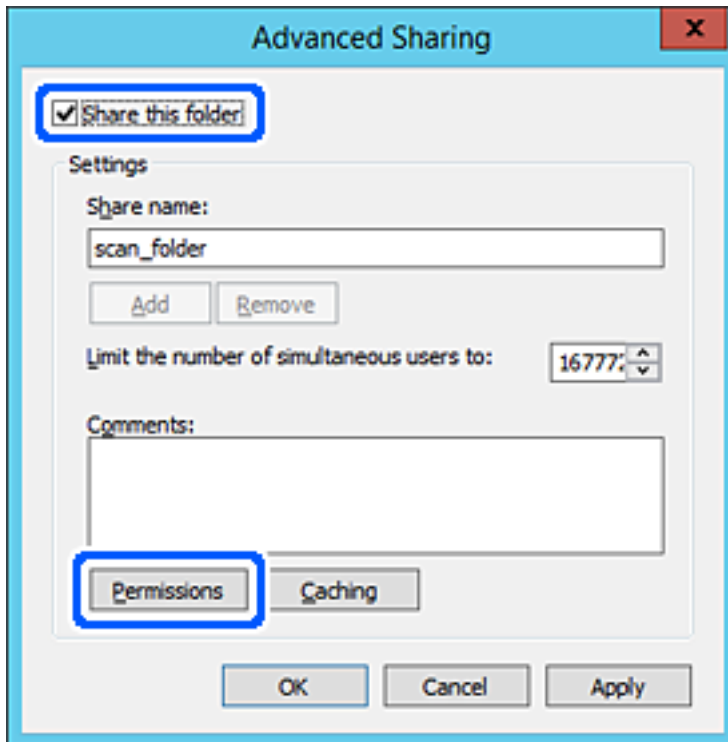 Advanced Sharing
Share this folder
Settings
Share name:
scan_folder
Add Remove
Limit the number of simultaneous users to:
Comments:
Permissions Caching
OK Cancel Apply